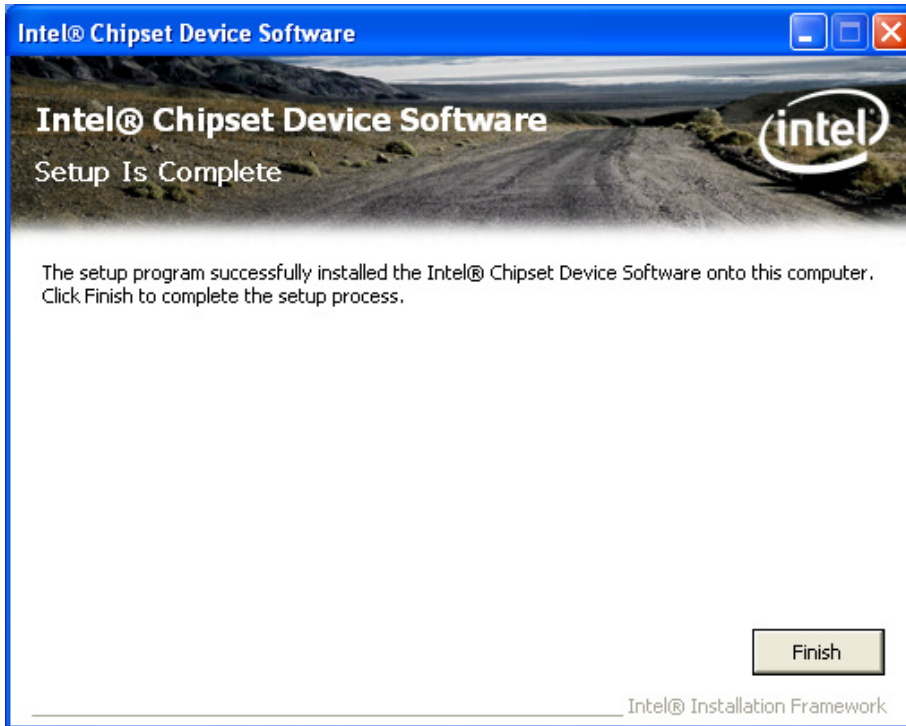 Intel® Chipset Device Software
Intel® Chipset Device Software
intel
Setup Is Complete
The setup program successfully installed the Intel® Chipset Device Software onto this computer.
Click Finish to complete the setup process.
Finish
Intel® Installation Framework